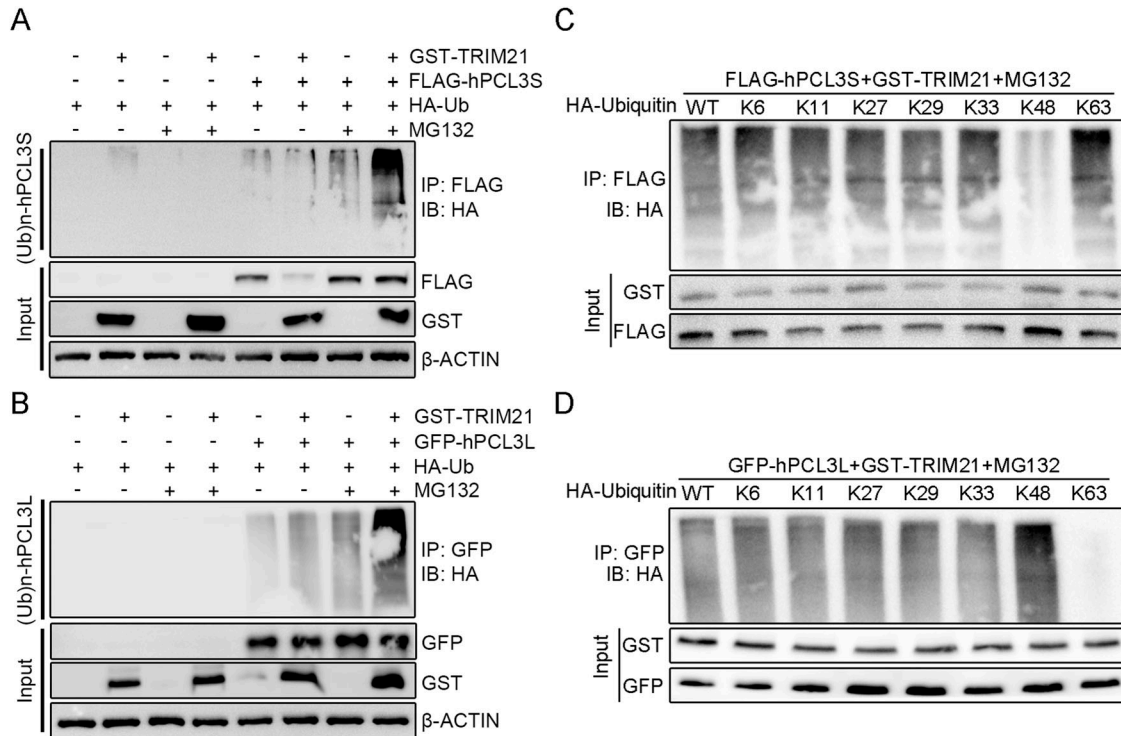 A
- + - + - + - + GST-TRIM21
- - - - + + + + FLAG-hPCL3S
+ + + + + + + + HA-Ub
- - + + - - + + MG132
(Ub)n-hPCL3S
IP: FLAG
IB: HA
Input
FLAG
GST
β-ACTIN
B
- + - + - + - + GST-TRIM21
- - - - + + + + GFP-hPCL3L
+ + + + + + + + HA-Ub
- - + + - - + + MG132
(Ub)n-hPCL3L
IP: GFP
IB: HA
Input
GFP
GST
β-ACTIN
C
FLAG-hPCL3S+GST-TRIM21+MG132
HA-Ubiquitin WT K6 K11 K27 K29 K33 K48 K63
IP: FLAG
IB: HA
Input
GST
FLAG
D
GFP-hPCL3L+GST-TRIM21+MG132
HA-Ubiquitin WT K6 K11 K27 K29 K33 K48 K63
IP: GFP
IB: HA
Input
GST
GFP